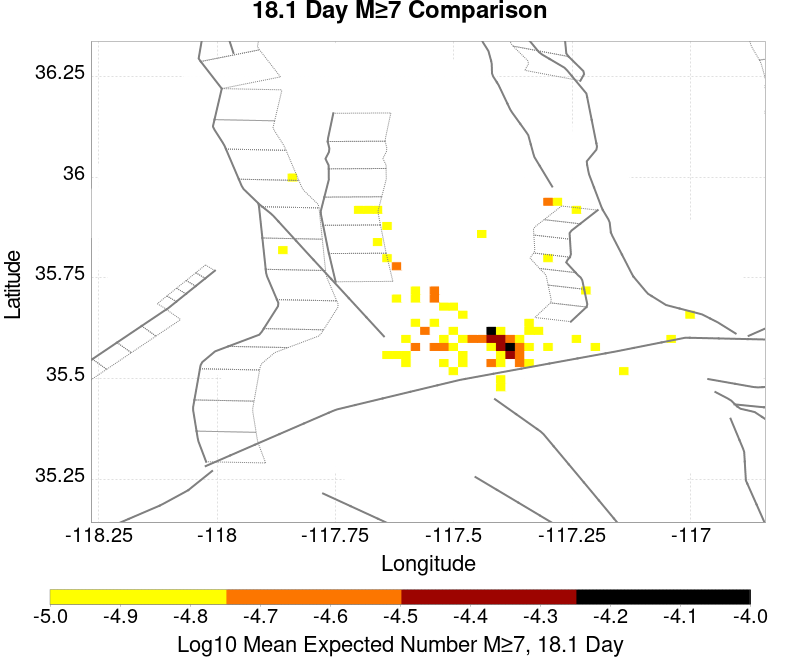 18.1 Day M≥7 Comparison
36.25
36
35.75
35.5
35.25
Latitude
-118.25 -118 -117.75 -117.5 -117.25 -117
Longitude
-5.0 -4.9 -4.8 -4.7 -4.6 -4.5 -4.4 -4.3 -4.2 -4.1 -4.0
Log10 Mean Expected Number M≥7, 18.1 Day